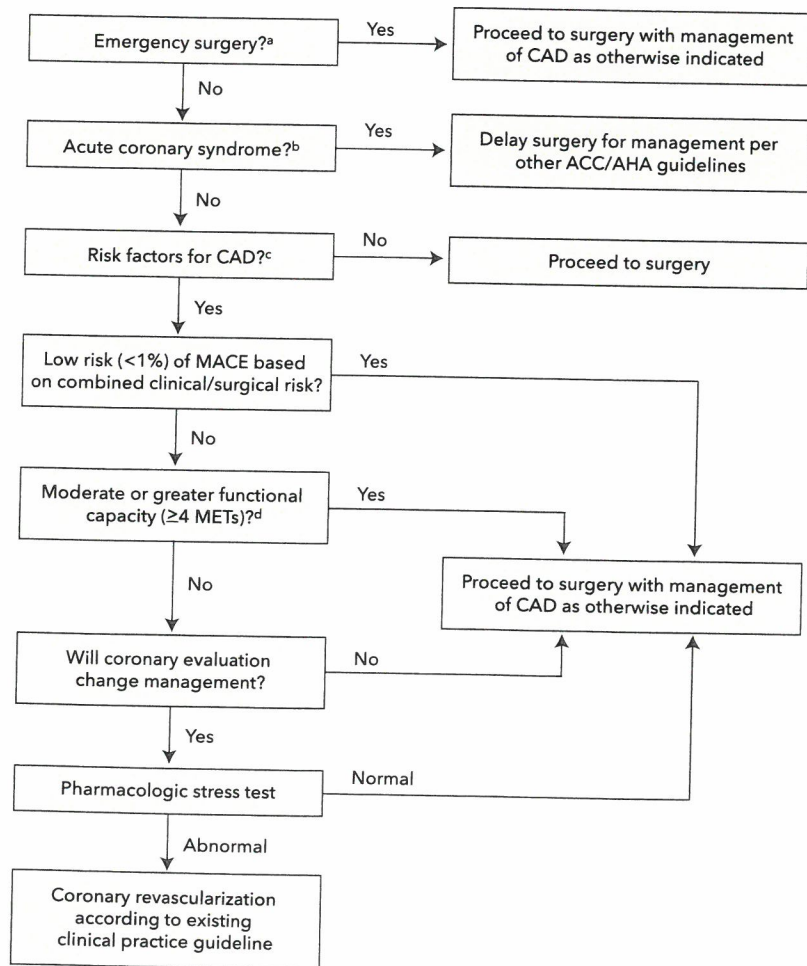 Emergency surgery?ᵃ
Yes
Proceed to surgery with management
of CAD as otherwise indicated
No
Acute coronary syndrome?ᵇ
Yes
Delay surgery for management per
other ACC/AHA guidelines
No
Risk factors for CAD?ᶜ
No
Proceed to surgery
Yes
Low risk (<1%) of MACE based
on combined clinical/surgical risk?
Yes
No
Moderate or greater functional
capacity (≥4 METs)?ᵈ
Yes
No
Proceed to surgery with management
of CAD as otherwise indicated
Will coronary evaluation
change management?
No
Yes
Pharmacologic stress test
Normal
Abnormal
Coronary revascularization
according to existing
clinical practice guideline